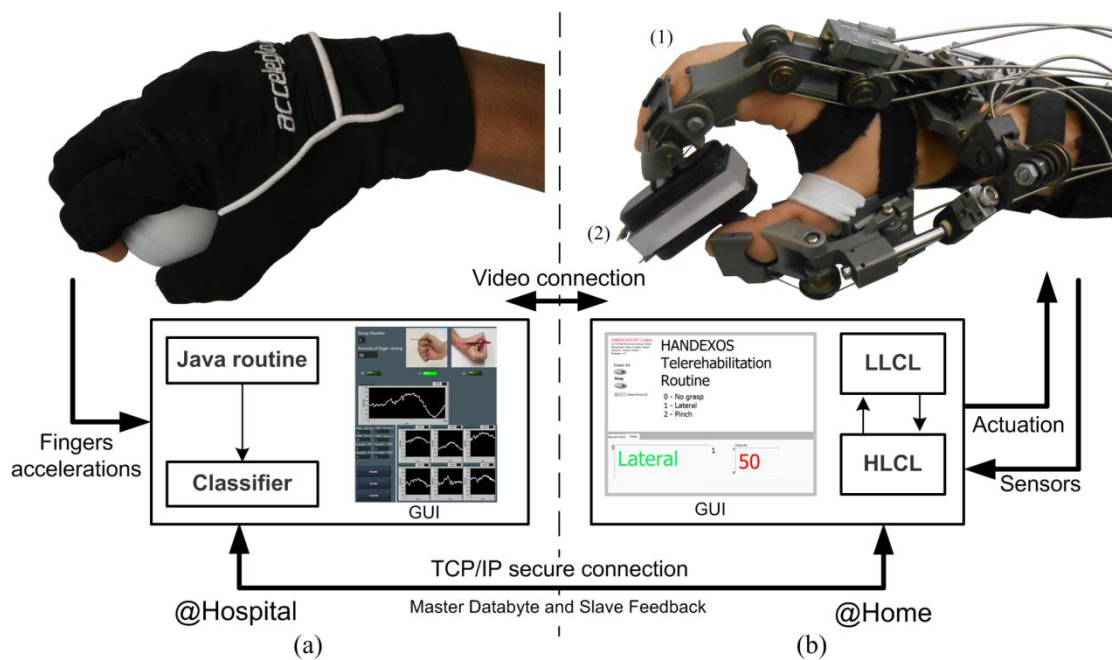 acceleglove
(1)
(2)
Video connection
Java routine
Classifier
GUI
Fingers
accelerations
HANDEXOS
Telerehabilitation
Routine
0 - No grasp
1 - Lateral
2 - Pinch
Lateral
1
50
GUI
LLCL
HLCL
Actuation
Sensors
TCP/IP secure connection
Master Databyte and Slave Feedback
@Hospital
@Home
(a)
(b)